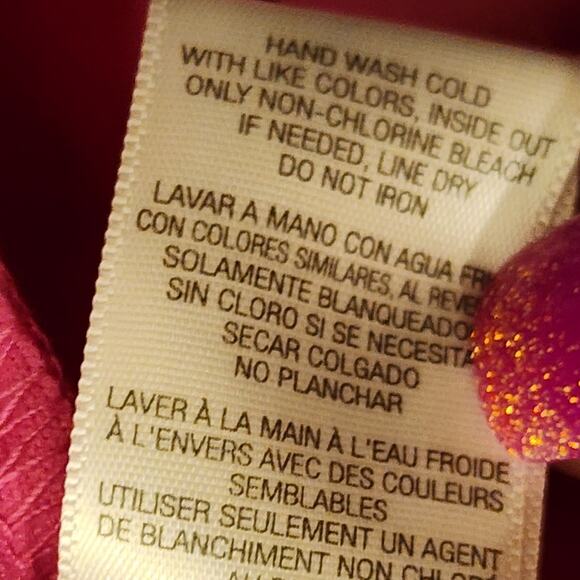 HAND WASH COLD
WITH LIKE COLORS, INSIDE OUT
ONLY NON-CHLORINE BLEACH
IF NEEDED, LINE DRY
DO NOT IRON
LAVAR A MANO CON AGUA
CON COLORES SIMILARES, AL
SOLAMENTE
SIN CLORO SI SE NECESITA
SECAR COLGADO
NO PLANCHAR
LAVER À LA MAIN À L'EAU FROIDE
À L'ENVERS AVEC DES COULEURS
SEMBLABLES
UTILISER SEULEMENT UN AGENT
DE BLANCHIMENT NON